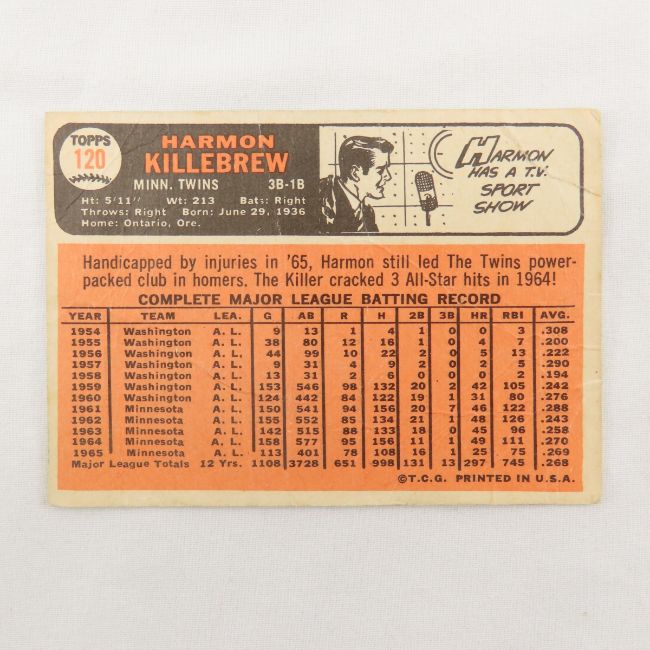 TOPPS
120
HARMON
KILLEBREW
MINN. TWINS 3B-1B
Ht: 5'11" Wt: 213 Bats: Right
Throws: Right Born: June 29, 1936
Home: Ontario, Ore.
HARMON
HAS A T.V.
SPORT
SHOW
Handicapped by injuries in '65, Harmon still led The Twins power-
packed club in homers. The Killer cracked 3 All-Star hits in 1964!
COMPLETE MAJOR LEAGUE BATTING RECORD
YEAR TEAM LEA. G AB R H 2B 3B HR RBI AVG.
1954 Washington A. L. 9 13 1 4 1 0 0 3 .308
1955 Washington A. L. 38 80 12 16 1 0 4 7 .200
1956 Washington A. L. 44 99 10 22 2 0 5 13 .222
1957 Washington A. L. 9 31 4 9 2 0 2 5 .290
1958 Washington A. L. 13 31 2 6 0 0 0 2 .194
1959 Washington A. L. 153 546 98 132 20 2 42 105 .242
1960 Washington A. L. 124 442 84 122 19 1 31 80 .276
1961 Minnesota A. L. 150 541 94 156 20 7 46 122 .288
1962 Minnesota A. L. 155 552 85 134 21 1 48 126 .243
1963 Minnesota A. L. 142 515 88 133 18 0 45 96 .258
1964 Minnesota A. L. 158 577 95 156 11 1 49 111 .270
1965 Minnesota A. L. 113 401 78 108 16 1 25 75 .269
Major League Totals 12 Yrs. 1108 3728 651 998 131 13 297 745 .268
©T.C.G. PRINTED IN U.S.A.